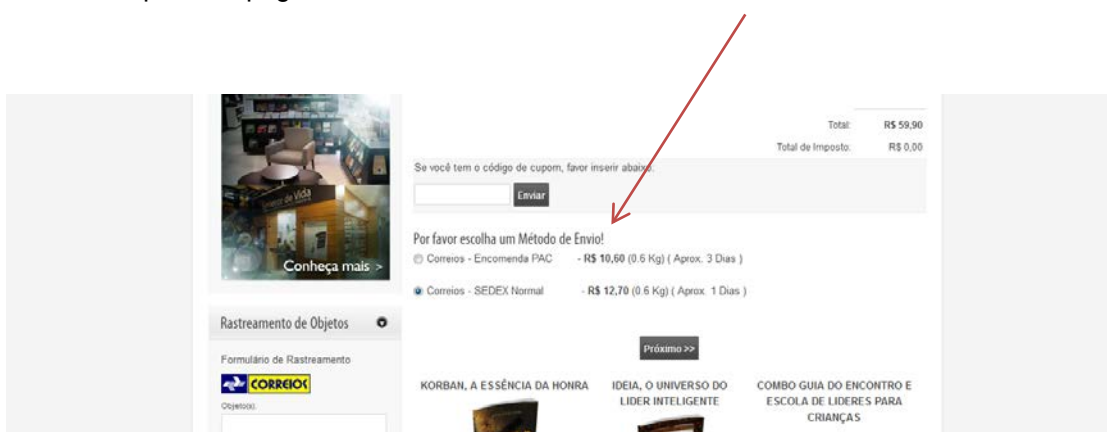 Total: R$ 59,90
Total de Imposto: R$ 0,00
Se você tem o código de cupom, favor inserir abaixo.
Enviar
Por favor escolha um Método de Envio!
Correios - Encomenda PAC - R$ 10,60 (0.6 Kg) ( Aprox. 3 Dias )
Correios - SEDEX Normal - R$ 12,70 (0.6 Kg) ( Aprox. 1 Dias )
Próximo >>
de Vida
Conheça mais >
Rastreamento de Objetos
Formulário de Rastreamento
CORREIOS
Objeto(s):
KORBAN, A ESSÊNCIA DA HONRA
IDEIA, O UNIVERSO DO
LIDER INTELIGENTE
COMBO GUIA DO ENCONTRO E
ESCOLA DE LIDERES PARA
CRIANÇAS